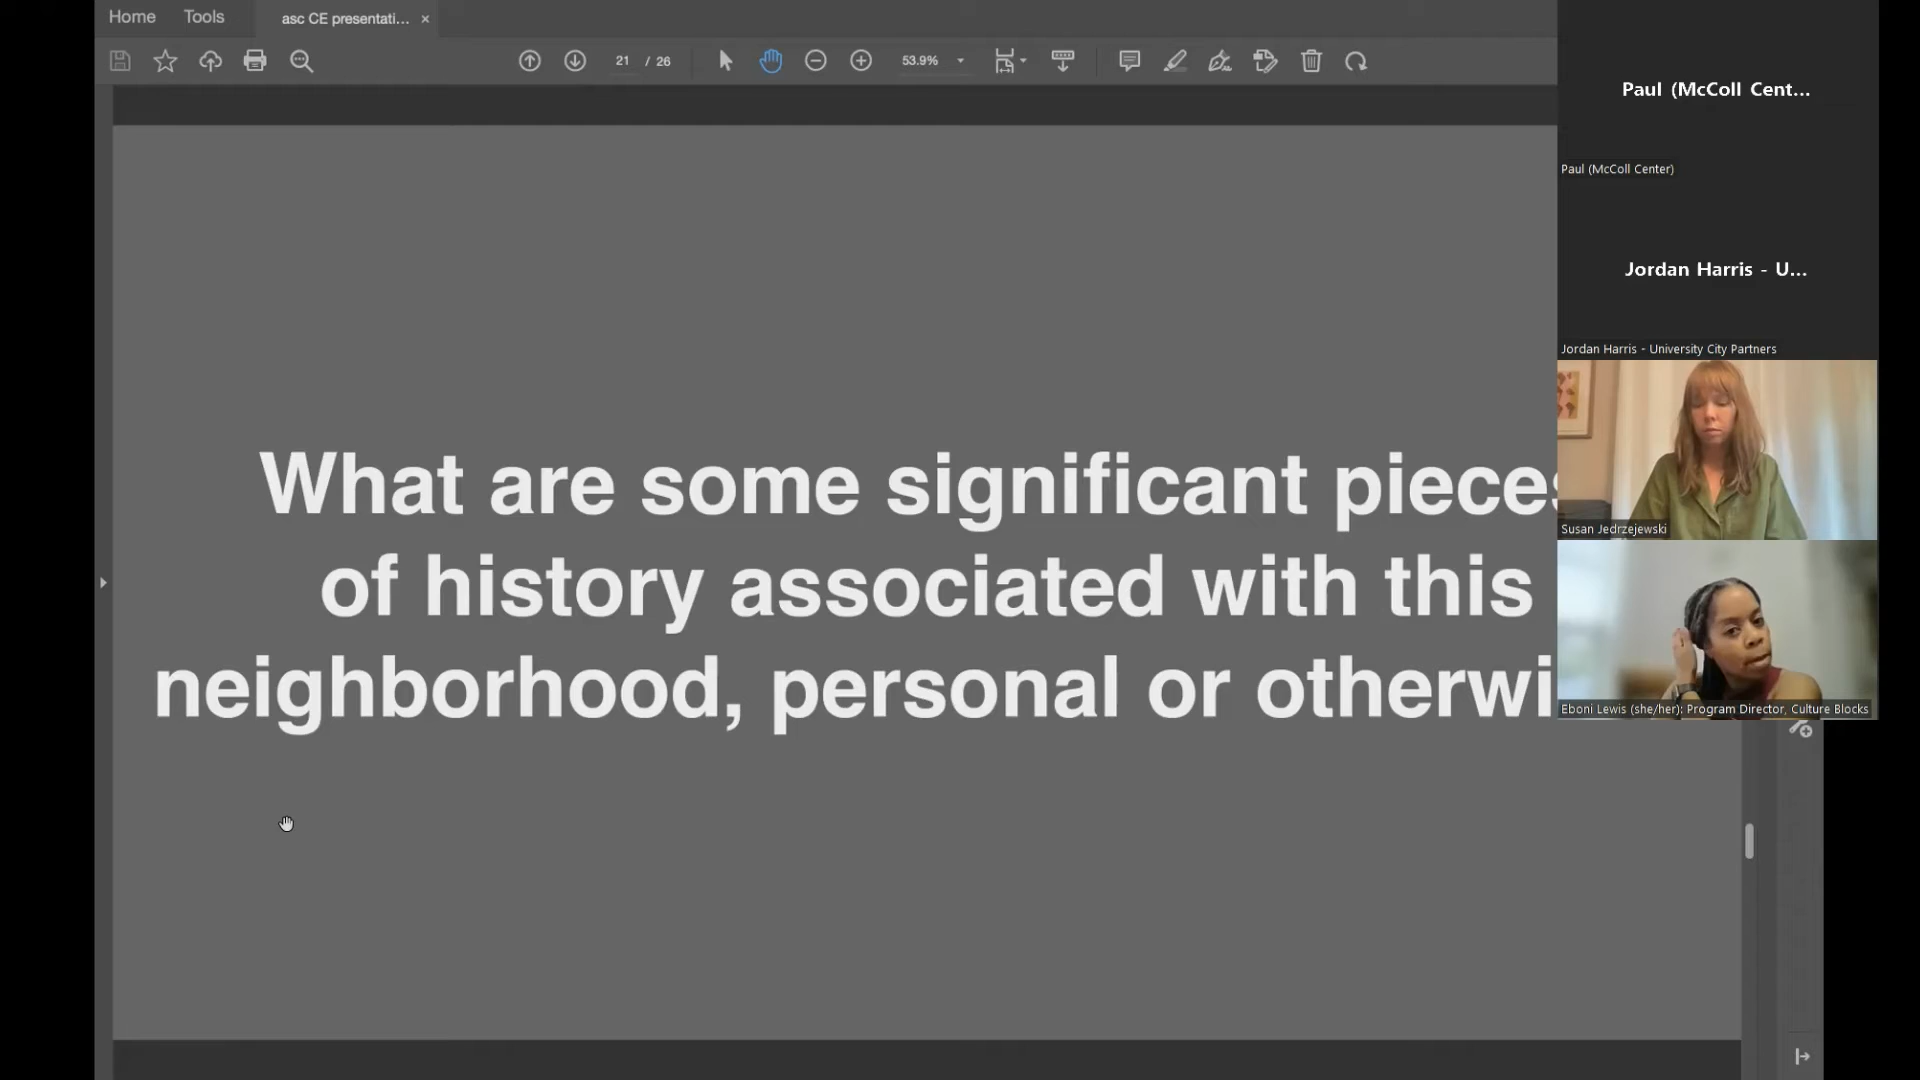 Home Tools asc CE presentati... ×
21 / 26 53.9%
What are some significant pieces
of history associated with this
neighborhood, personal or otherwi
Paul (McColl Cent...
Paul (McColl Center)
Jordan Harris - U...
Jordan Harris - University City Partners
Susan Jedrzejewski
Eboni Lewis (she/her): Program Director, Culture Blocks